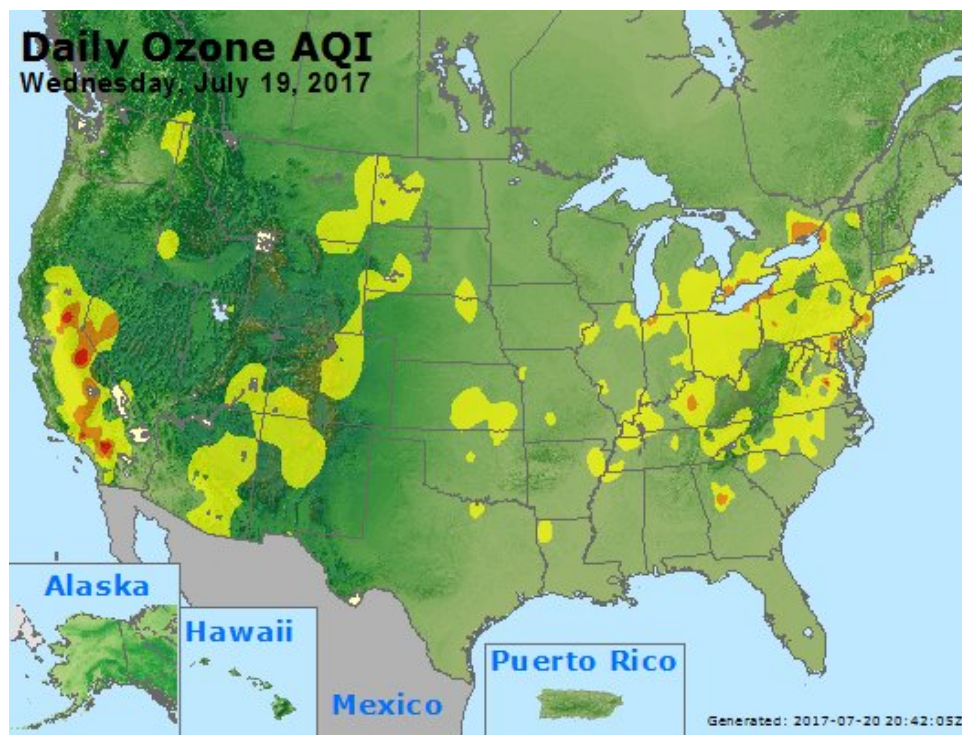 Daily Ozone AQI
Wednesday, July 19, 2017
Alaska
Hawaii
Puerto Rico
Mexico
Generated: 2017-07-20 20:42:05Z